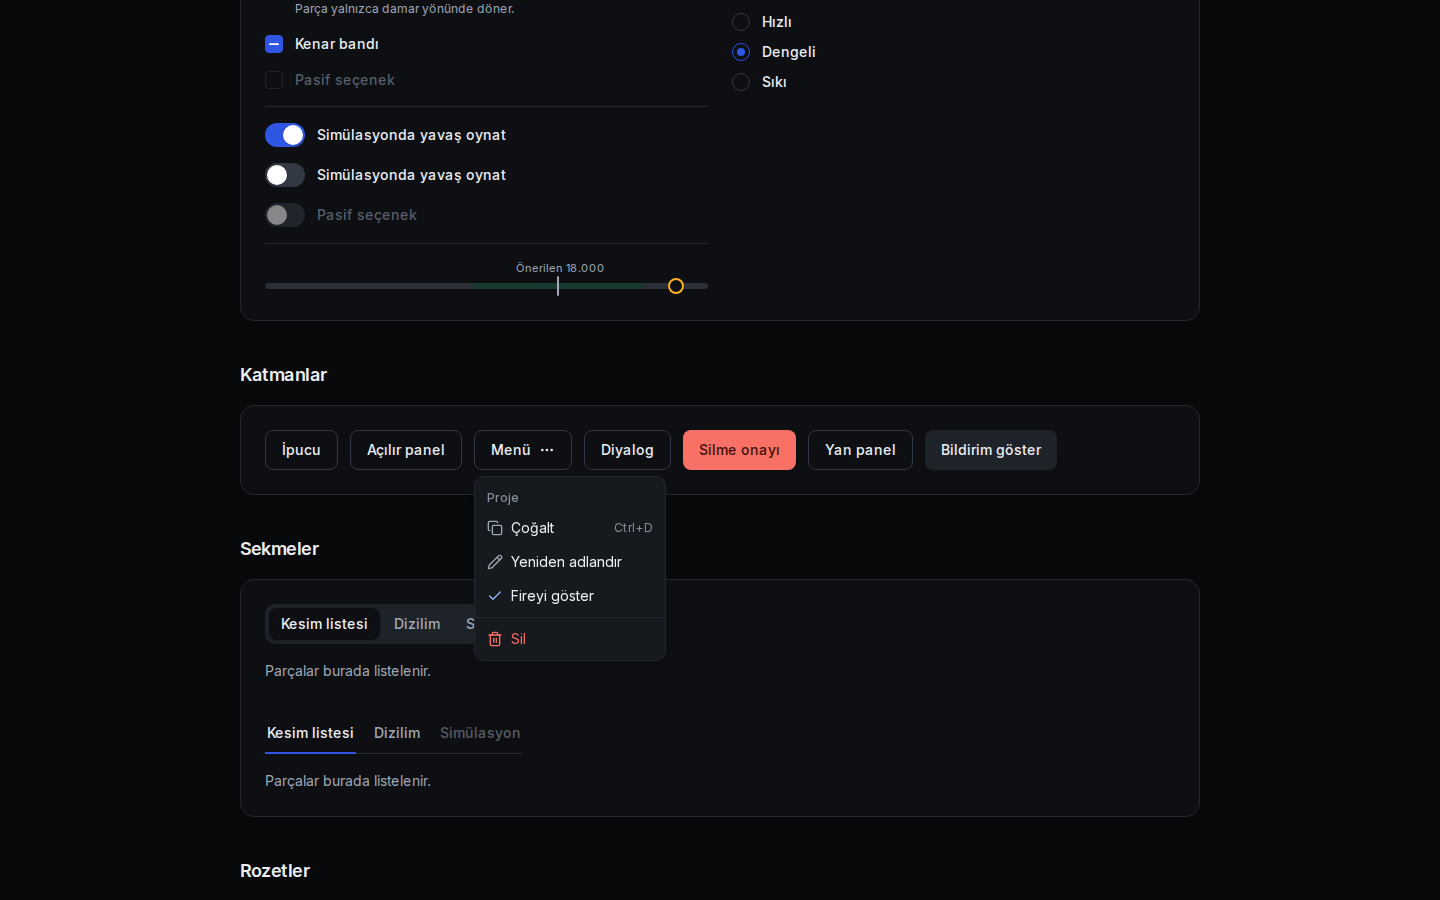 Parça yalnızca damar yönünde döner.
Kenar bandı
Pasif seçenek
Simülasyonda yavaş oynat
Simülasyonda yavaş oynat
Pasif seçenek
Önerilen 18.000
Hızlı
Dengeli
Sıkı
Katmanlar
İpucu Açılır panel Menü ··· Diyalog Silme onayı Yan panel Bildirim göster
Proje
Çoğalt Ctrl+D
Yeniden adlandır
Fireyi göster
Sil
Sekmeler
Kesim listesi Dizilim S
Parçalar burada listelenir.
Kesim listesi Dizilim Simülasyon
Parçalar burada listelenir.
Rozetler